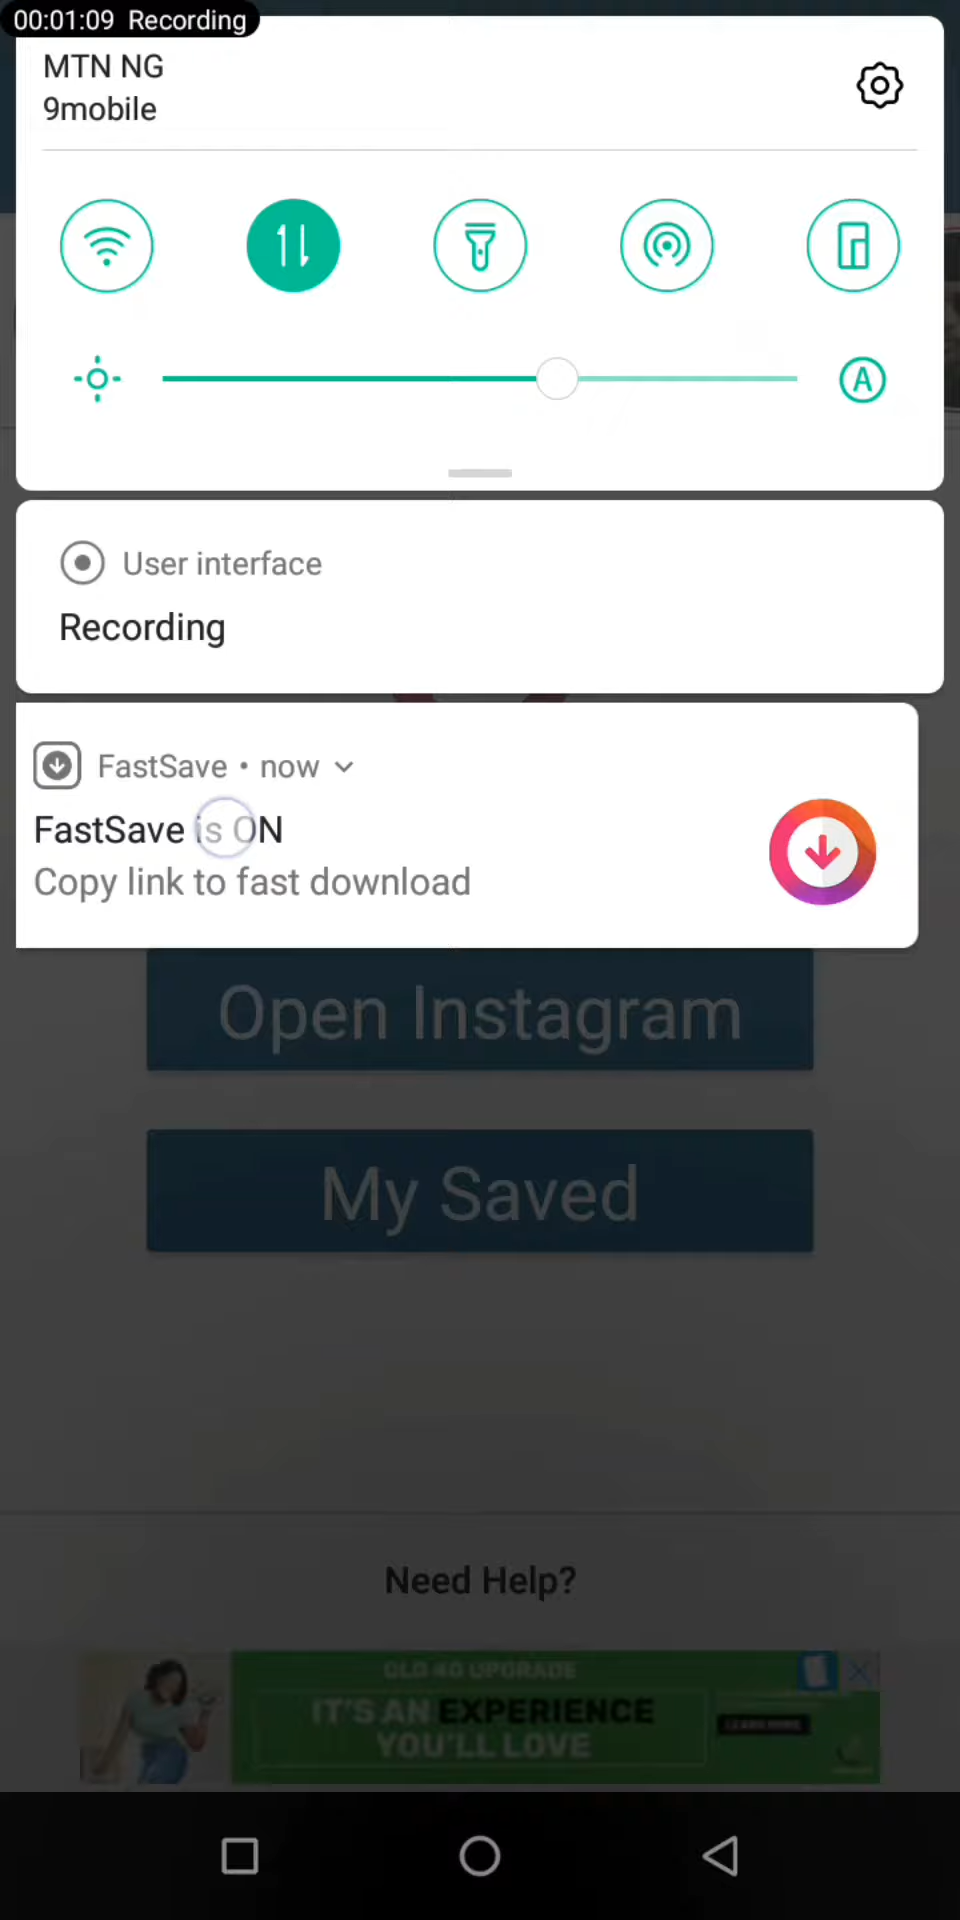 00:01:09 Recording
MTN NG
9mobile
A
User interface
Recording
FastSave • now
FastSave is ON
Copy link to fast download
Open Instagram
My Saved
Need Help?
GLO 4G UPGRADE
IT'S AN EXPERIENCE
YOU'LL LOVE
LEARN MORE